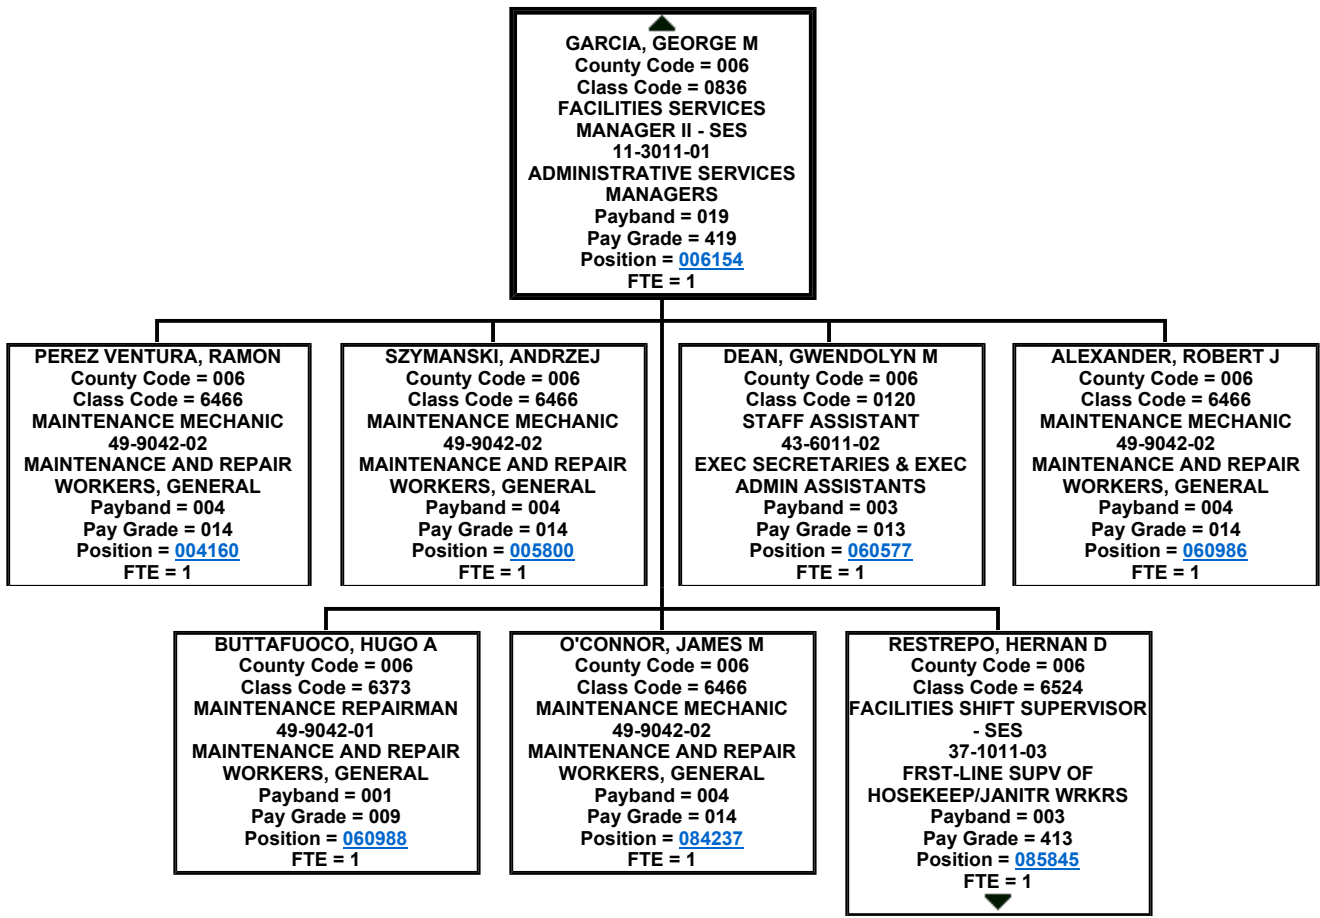 GARCIA, GEORGE M
County Code = 006
Class Code = 0836
FACILITIES SERVICES
MANAGER II - SES
11-3011-01
ADMINISTRATIVE SERVICES
MANAGERS
Payband = 019
Pay Grade = 419
Position = 006154
FTE = 1
PEREZ VENTURA, RAMON
County Code = 006
Class Code = 6466
MAINTENANCE MECHANIC
49-9042-02
MAINTENANCE AND REPAIR
WORKERS, GENERAL
Payband = 004
Pay Grade = 014
Position = 004160
FTE = 1
SZYMANSKI, ANDRZEJ
County Code = 006
Class Code = 6466
MAINTENANCE MECHANIC
49-9042-02
MAINTENANCE AND REPAIR
WORKERS, GENERAL
Payband = 004
Pay Grade = 014
Position = 005800
FTE = 1
DEAN, GWENDOLYN M
County Code = 006
Class Code = 0120
STAFF ASSISTANT
43-6011-02
EXEC SECRETARIES & EXEC
ADMIN ASSISTANTS
Payband = 003
Pay Grade = 013
Position = 060577
FTE = 1
ALEXANDER, ROBERT J
County Code = 006
Class Code = 6466
MAINTENANCE MECHANIC
49-9042-02
MAINTENANCE AND REPAIR
WORKERS, GENERAL
Payband = 004
Pay Grade = 014
Position = 060986
FTE = 1
BUTTAFUOCO, HUGO A
County Code = 006
Class Code = 6373
MAINTENANCE REPAIRMAN
49-9042-01
MAINTENANCE AND REPAIR
WORKERS, GENERAL
Payband = 001
Pay Grade = 009
Position = 060988
FTE = 1
O'CONNOR, JAMES M
County Code = 006
Class Code = 6466
MAINTENANCE MECHANIC
49-9042-02
MAINTENANCE AND REPAIR
WORKERS, GENERAL
Payband = 004
Pay Grade = 014
Position = 084237
FTE = 1
RESTREPO, HERNAN D
County Code = 006
Class Code = 6524
FACILITIES SHIFT SUPERVISOR
- SES
37-1011-03
FRST-LINE SUPV OF
HOSEKEEP/JANITR WRKRS
Payband = 003
Pay Grade = 413
Position = 085845
FTE = 1